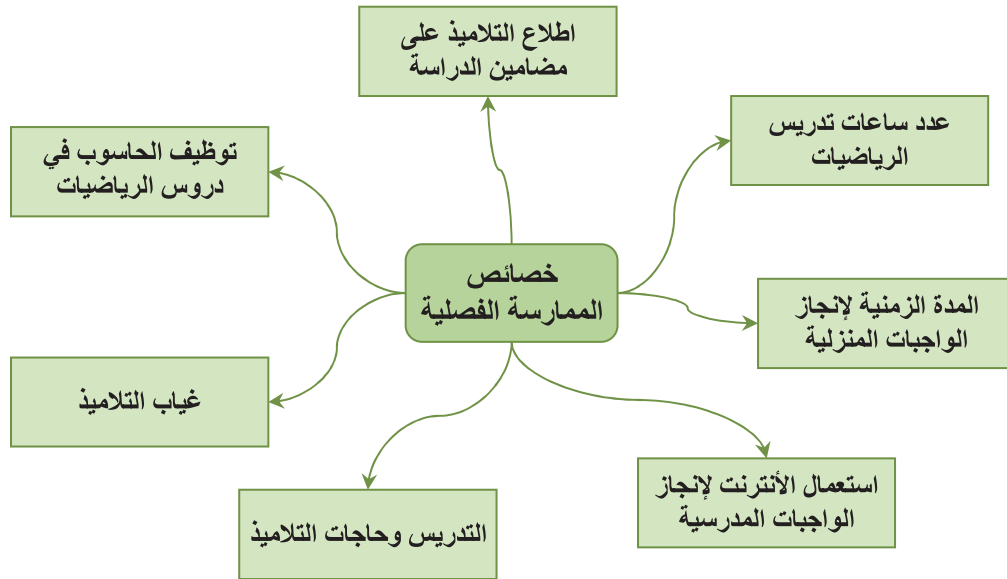 اطلاع التلاميذ على
مضامين الدراسة
عدد ساعات تدريس
الرياضيات
توظيف الحاسوب في
دروس الرياضيات
خصائص
الممارسة الفصلية
المدة الزمنية لإنجاز
الواجبات المنزلية
غياب التلاميذ
استعمال الأنترنت لإنجاز
الواجبات المدرسية
التدريس وحاجات التلاميذ